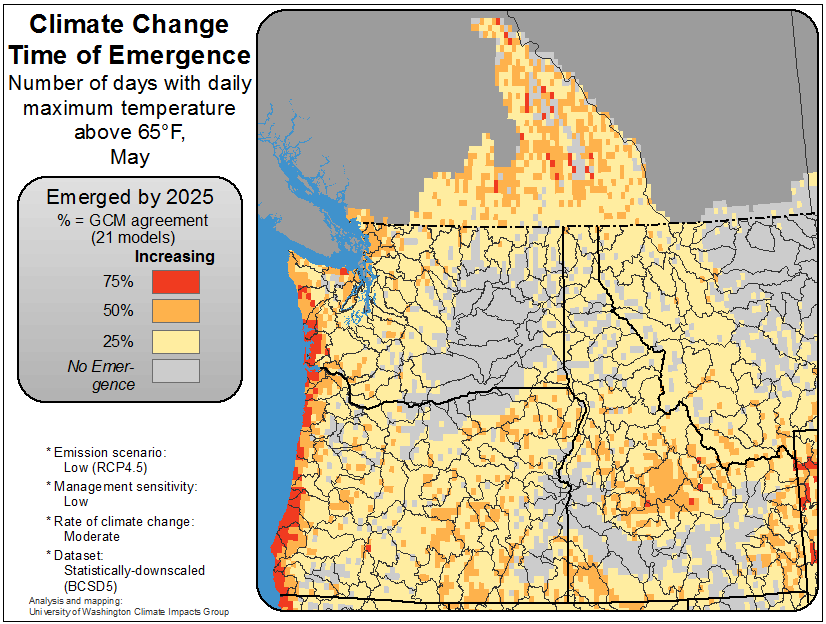 Climate Change
Time of Emergence
Number of days with daily
maximum temperature
above 65°F,
May
Emerged by 2025
% = GCM agreement
(21 models)
Increasing
75%
50%
25%
No Emer-
gence
* Emission scenario:
Low (RCP4.5)
* Management sensitivity:
Low
* Rate of climate change:
Moderate
* Dataset:
Statistically-downscaled
(BCSD5)
Analysis and mapping:
University of Washington Climate Impacts Group